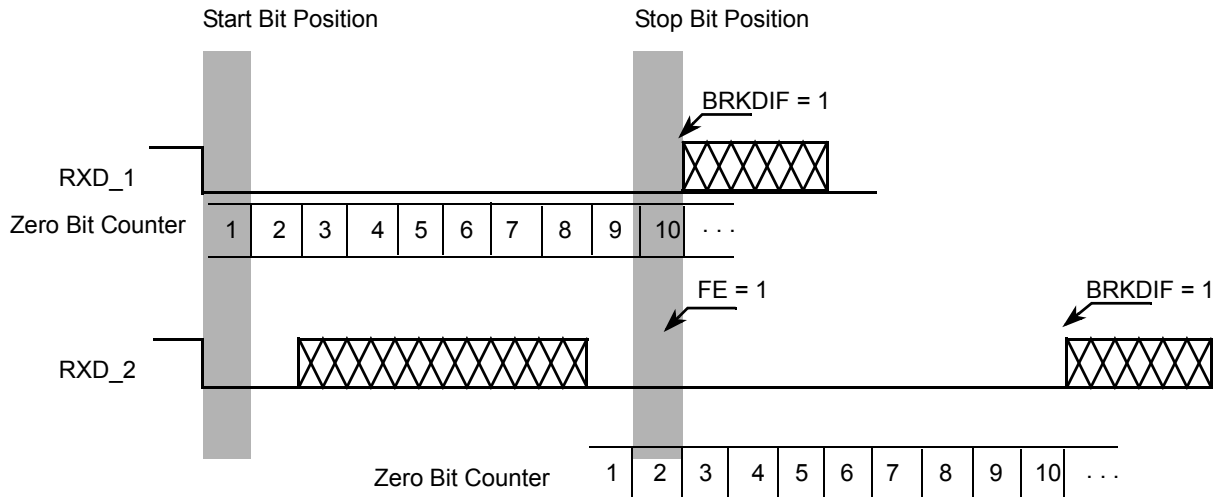 Start Bit Position
Stop Bit Position
BRKDIF = 1
RXD_1
Zero Bit Counter 1 2 3 4 5 6 7 8 9 10 . . .
FE = 1
BRKDIF = 1
RXD_2
Zero Bit Counter 1 2 3 4 5 6 7 8 9 10 . . .